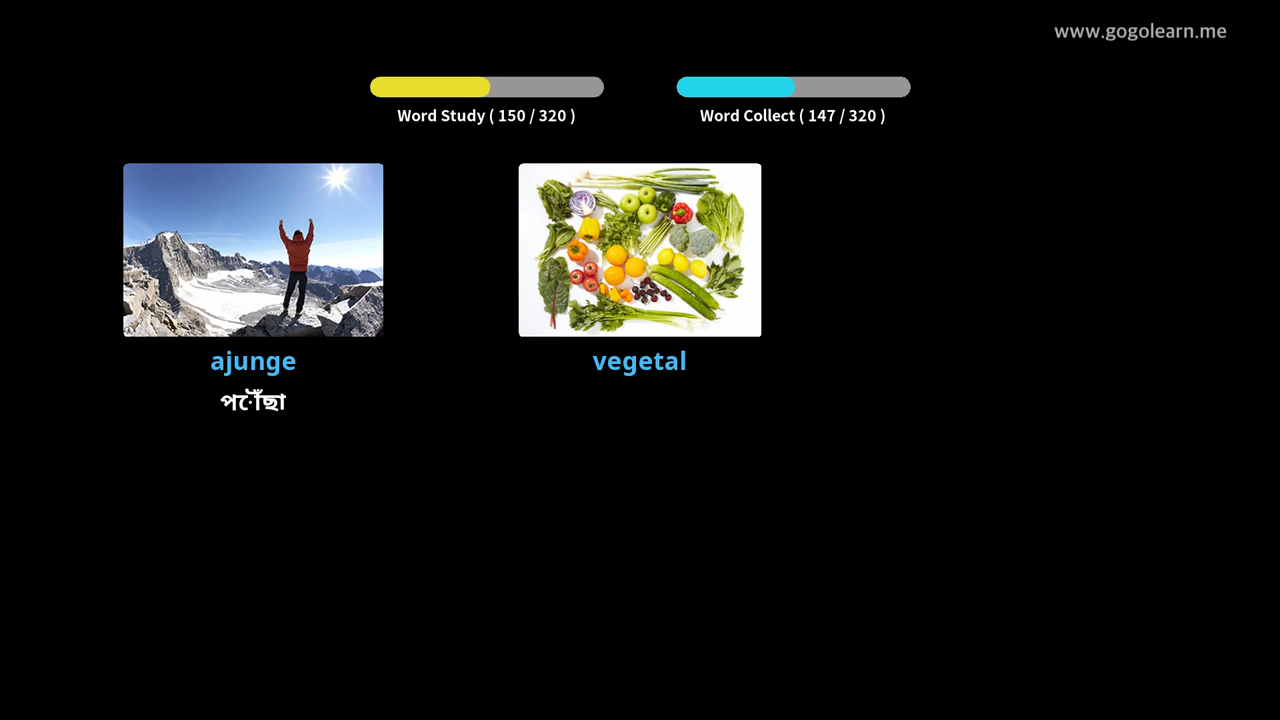 www.gogolearn.me
Word Study ( 150 / 320 )
Word Collect ( 147 / 320 )
ajunge
vegetal
পৌঁছা